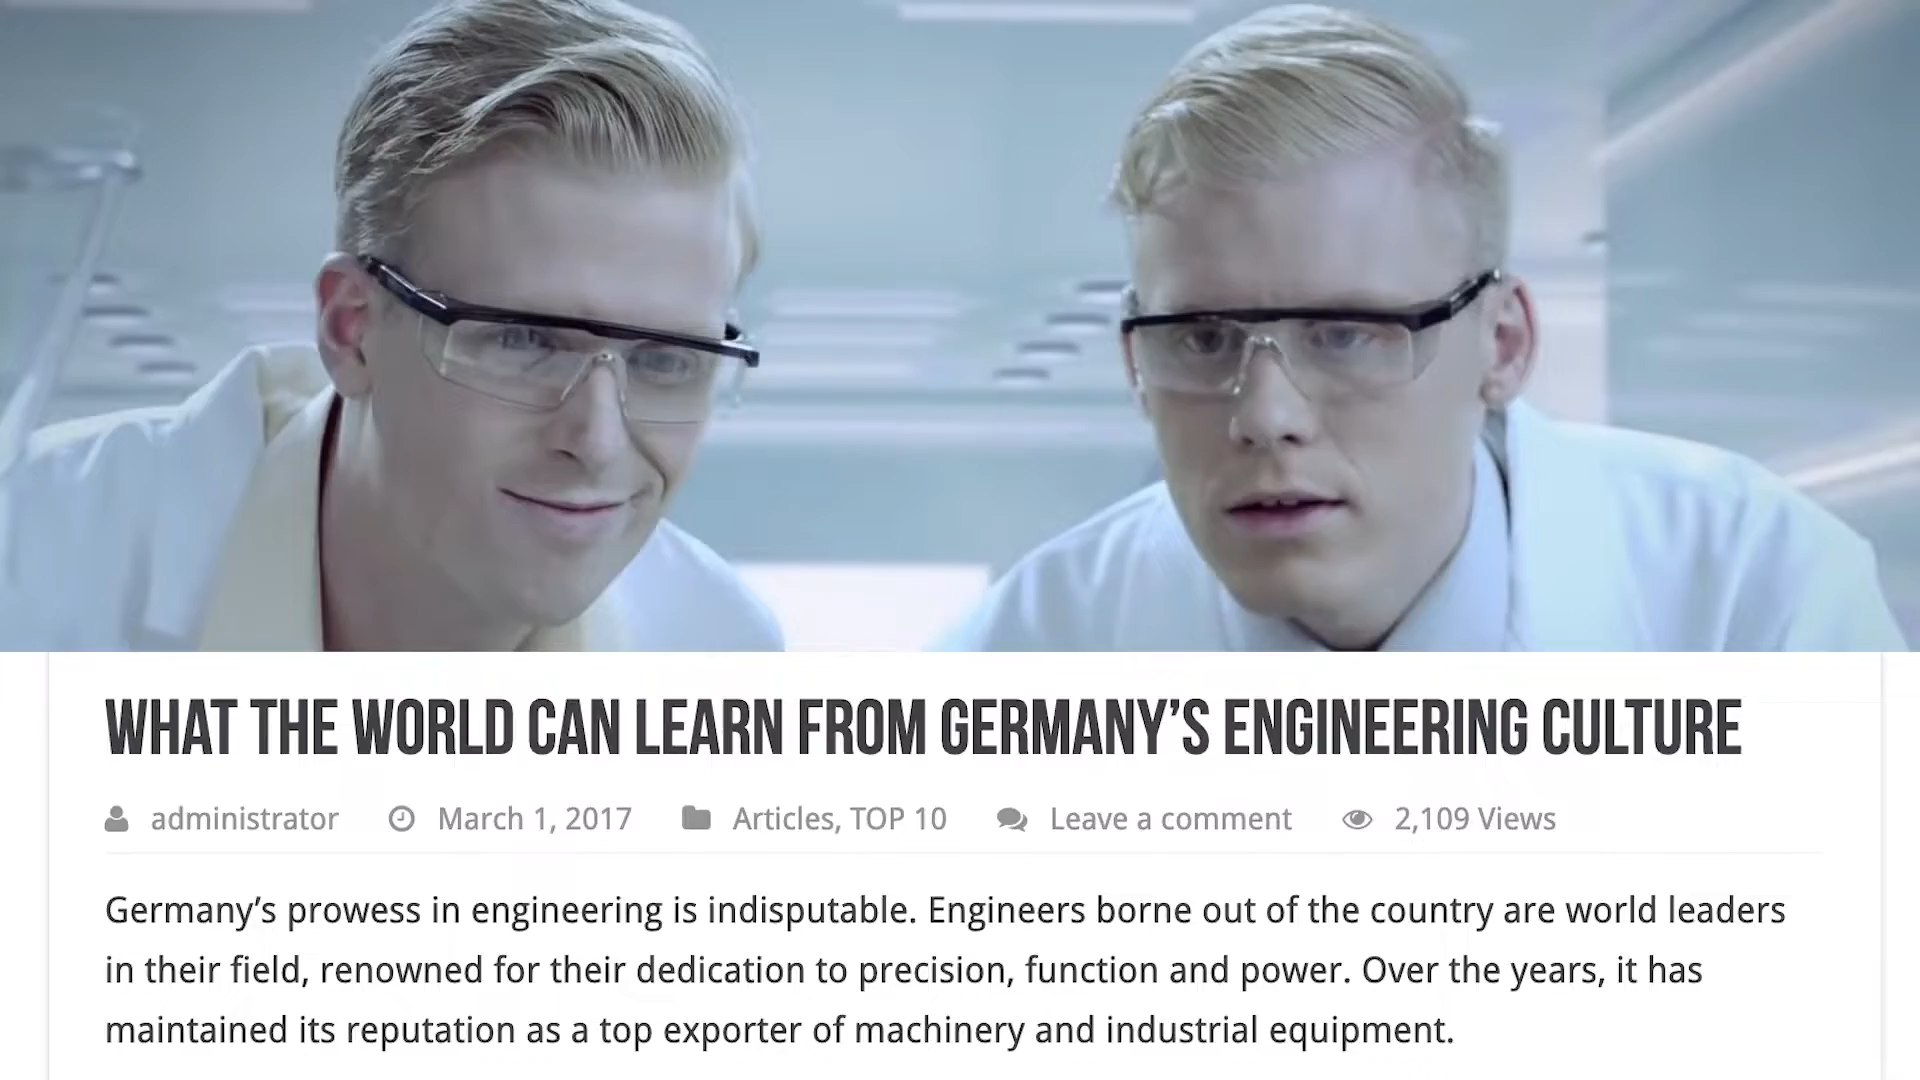 WHAT THE WORLD CAN LEARN FROM GERMANY’S ENGINEERING CULTURE
administrator March 1, 2017 Articles, TOP 10 Leave a comment 2,109 Views
Germany’s prowess in engineering is indisputable. Engineers borne out of the country are world leaders
in their field, renowned for their dedication to precision, function and power. Over the years, it has
maintained its reputation as a top exporter of machinery and industrial equipment.